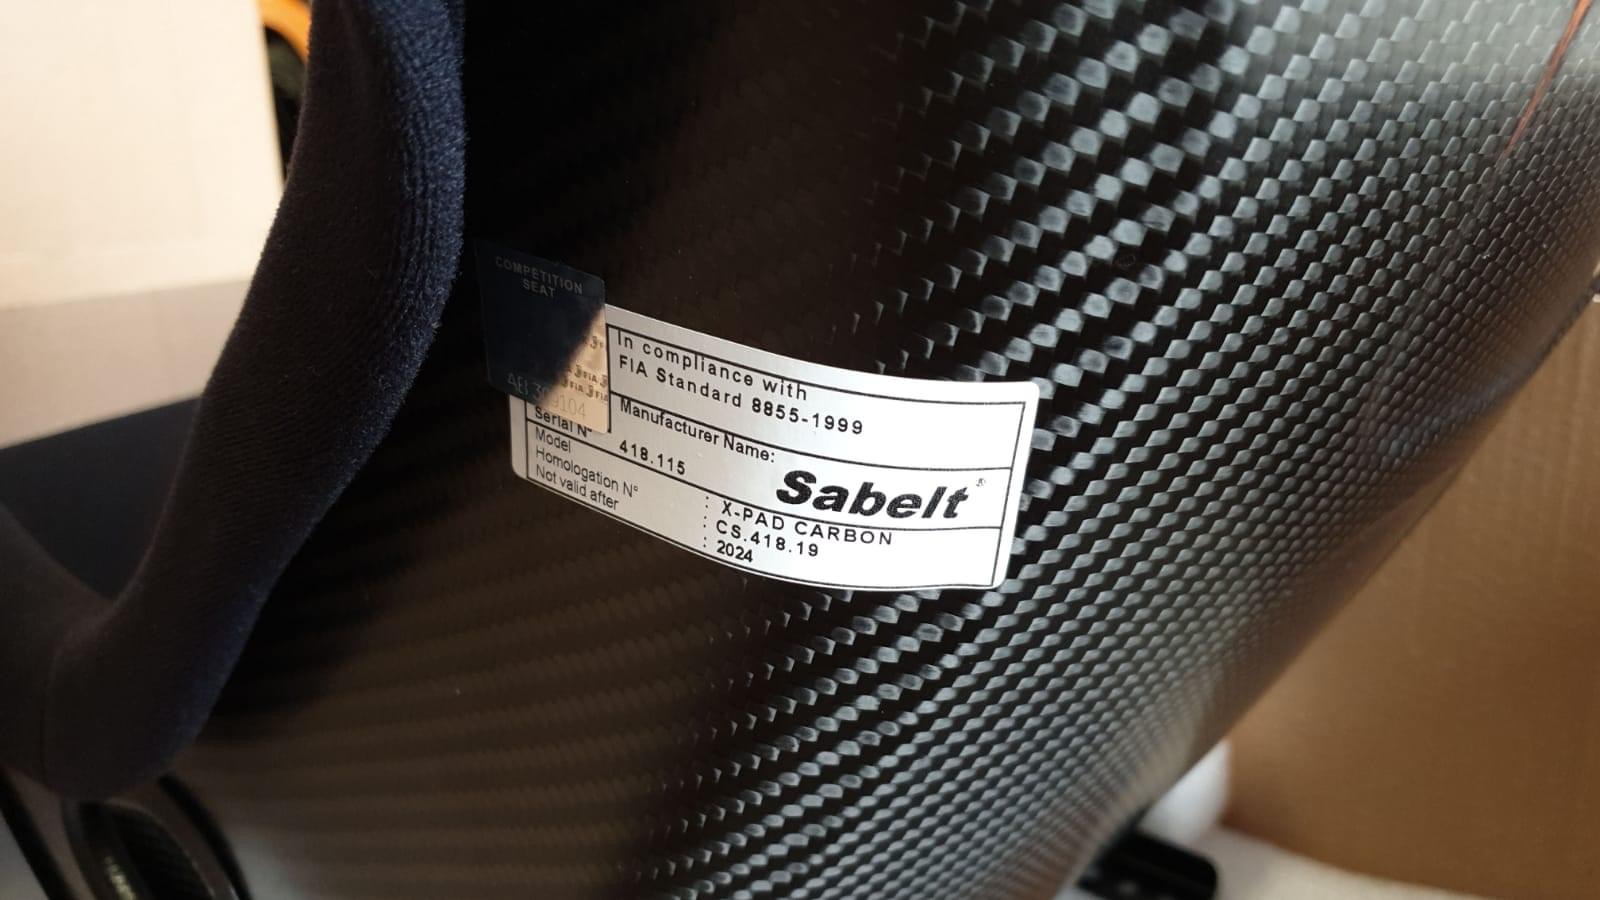 COMPETITION
SEAT
In compliance with
FIA Standard 8855-1999
Manufacturer Name:
Sabelt®
Serial N° 418.115
Model : X-PAD CARBON
Homologation N° : CS.418.19
Not valid after : 2024